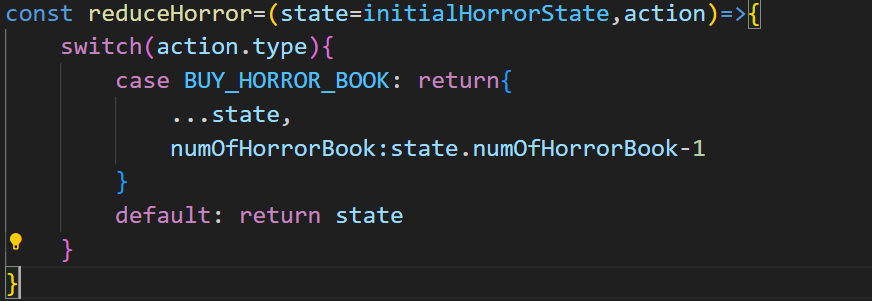 const reduceHorror=(state=initialHorrorState,action)=>{
    switch(action.type){
        case BUY_HORROR_BOOK: return{
            ...state,
            numOfHorrorBook:state.numOfHorrorBook-1
        }
        default: return state
    }
}